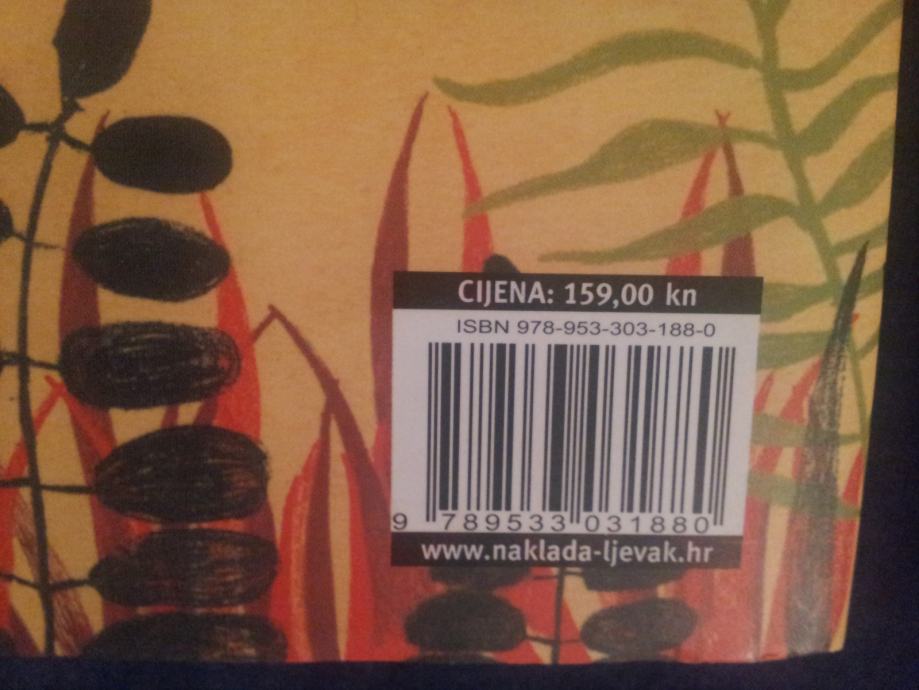 CIJENA: 159,00 kn
ISBN 978-953-303-188-0
9 789533 031880
www.naklada-ljevak.hr